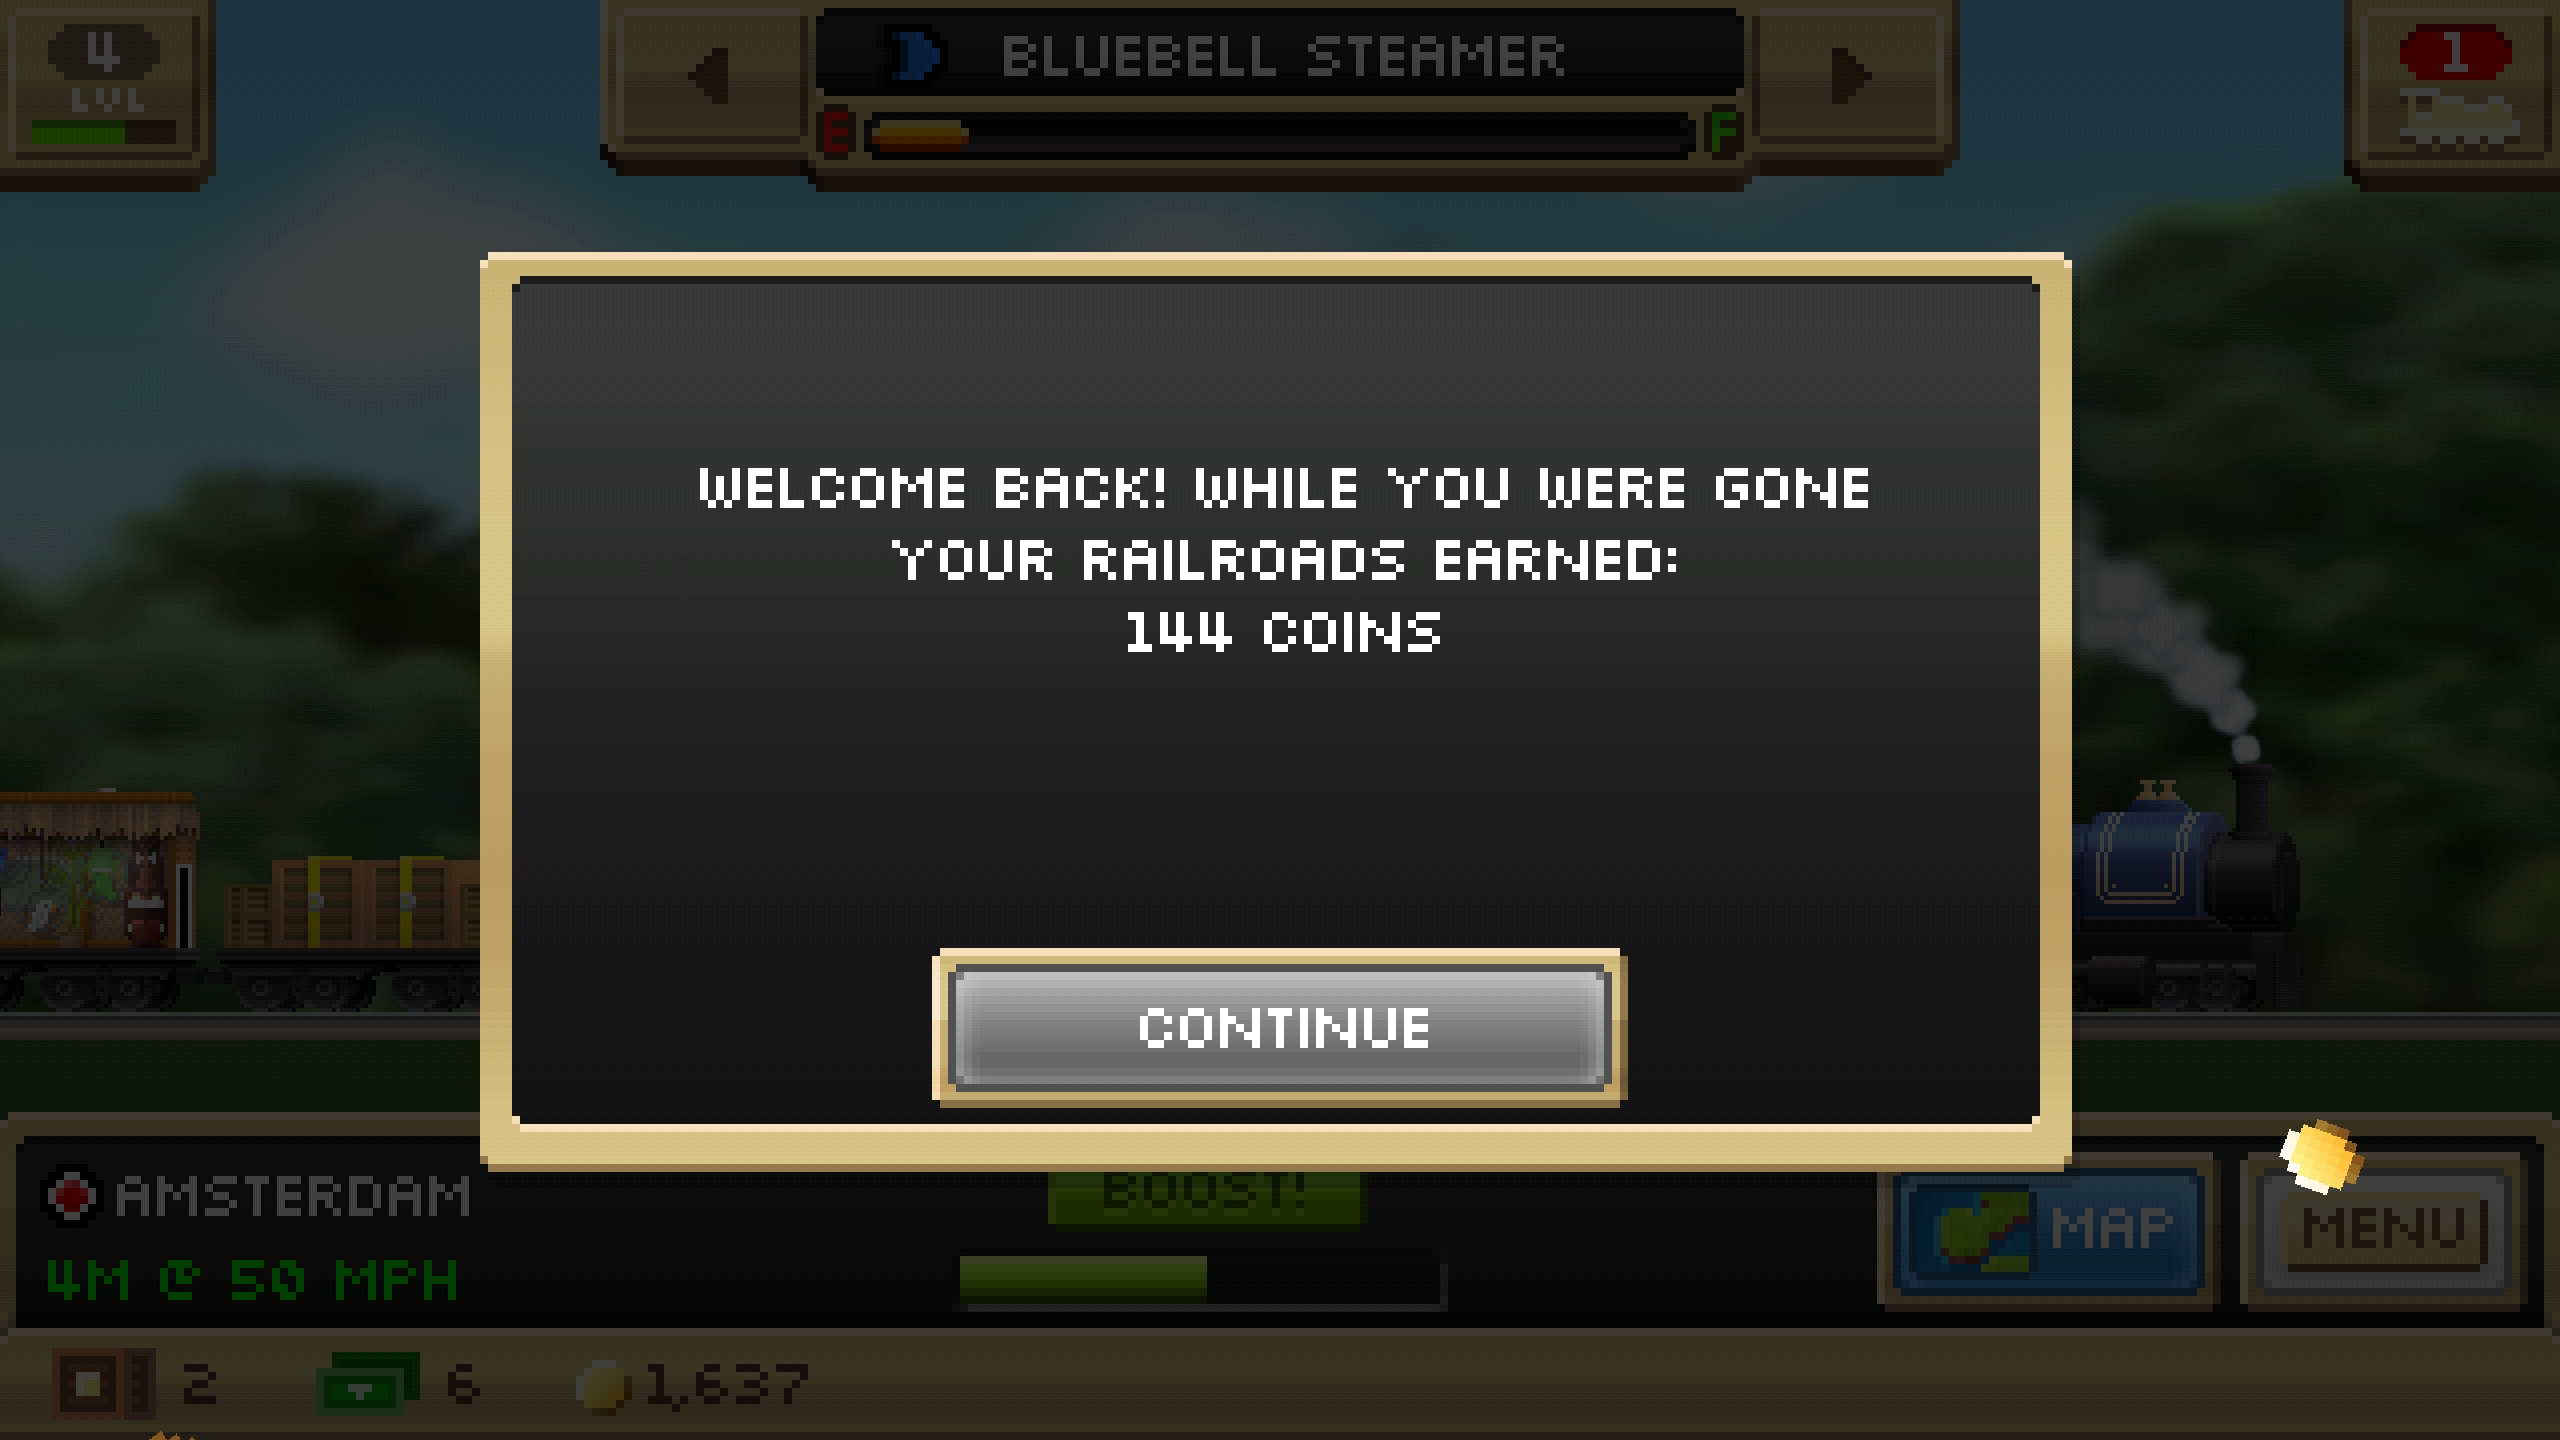 4
LVL
BLUEBELL STEAMER
E
F
1
WELCOME BACK! WHILE YOU WERE GONE
YOUR RAILROADS EARNED:
144 COINS
CONTINUE
AMSTERDAM
4M @ 50 MPH
BOOST!
MAP
MENU
2
6
1,637